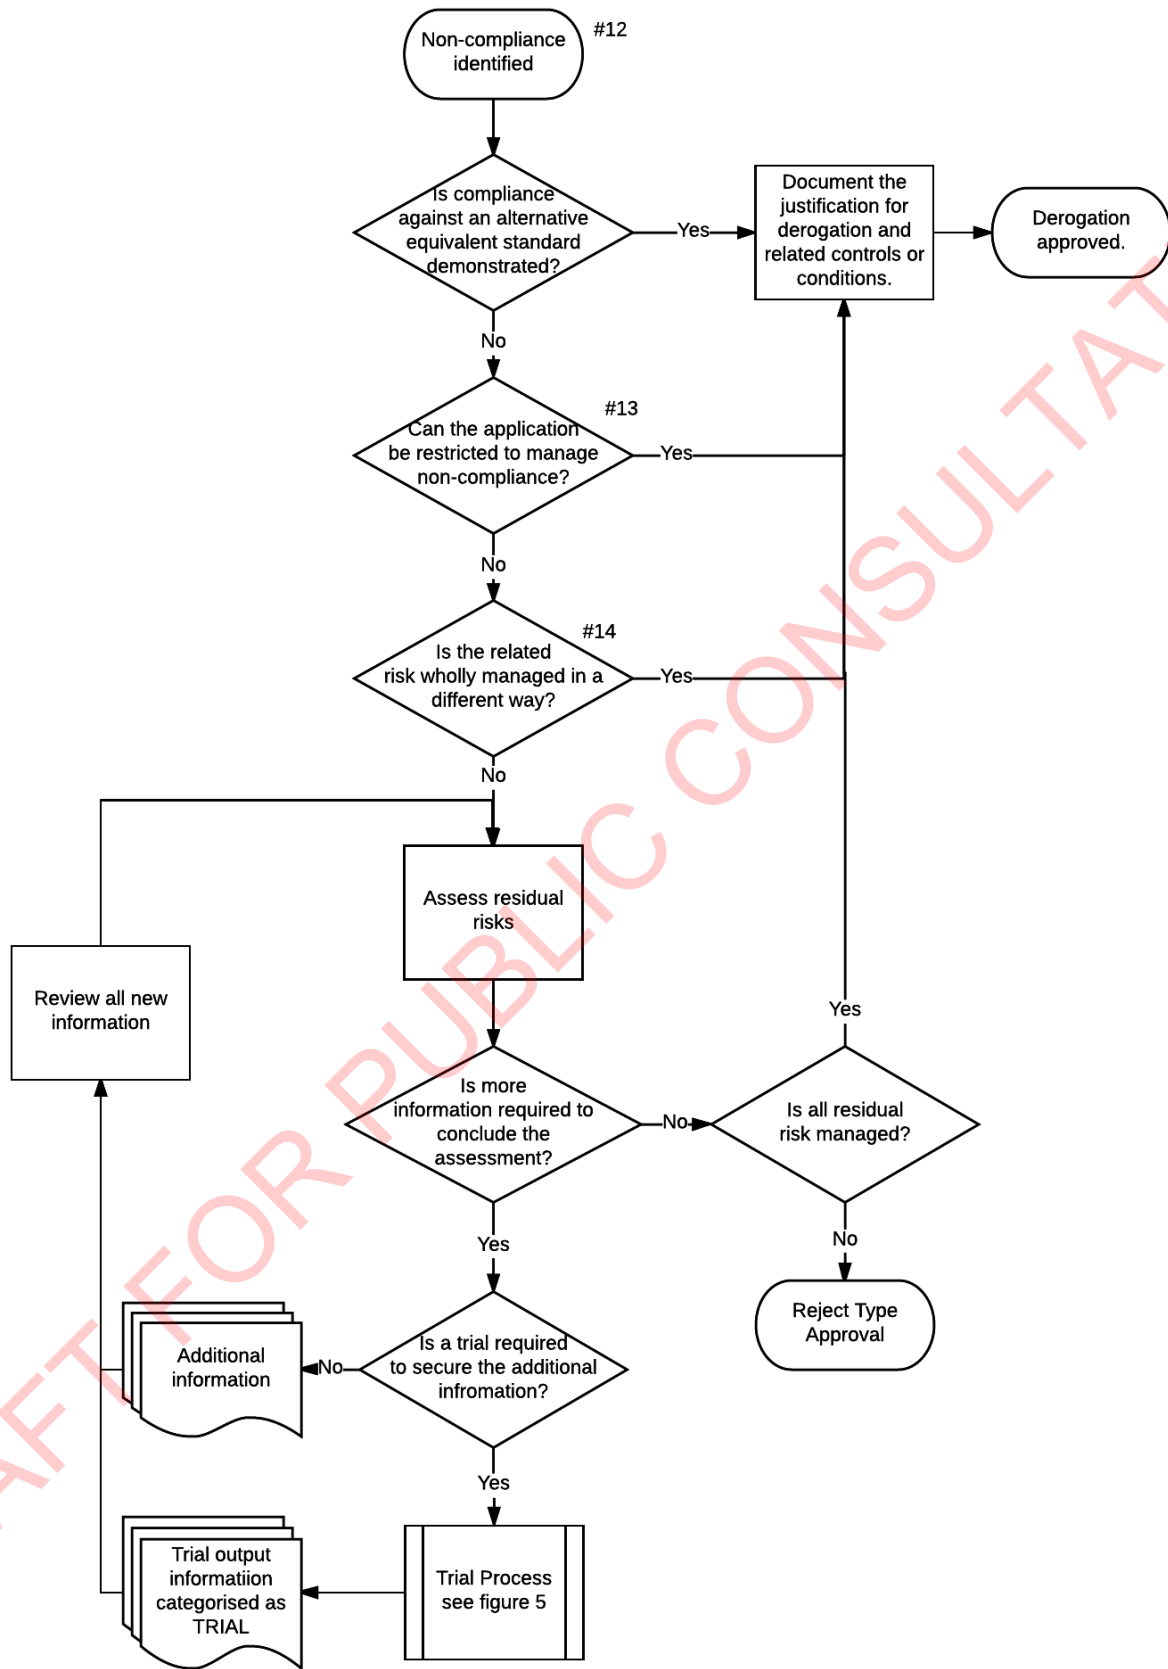 Non-compliance
identified
#12
Is compliance
against an alternative
equivalent standard
demonstrated?
Yes
Document the
justification for
derogation and
related controls or
conditions.
Derogation
approved.
No
#13
Can the application
be restricted to manage
non-compliance?
Yes
No
#14
Is the related
risk wholly managed in a
different way?
Yes
No
Assess residual
risks
Review all new
information
Yes
Is more
information required to
conclude the
assessment?
No
Is all residual
risk managed?
Yes
No
Reject Type
Approval
Is a trial required
to secure the additional
infromation?
No
Additional
information
Yes
Trial Process
see figure 5
Trial output
informatiion
categorised as
TRIAL
AFT FOR PUBLIC CONSULTAT